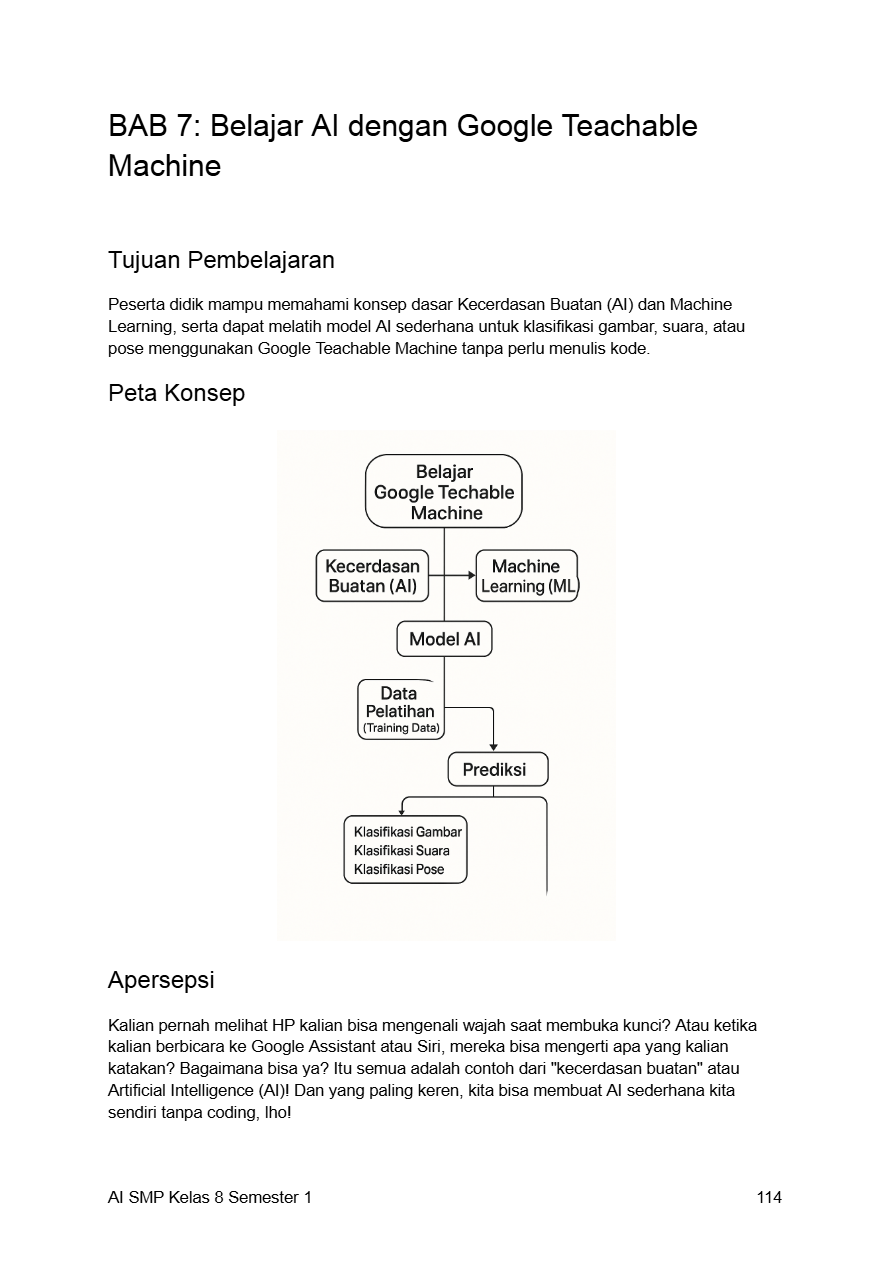 BAB 7: Belajar AI dengan Google Teachable
Machine
Tujuan Pembelajaran
Peserta didik mampu memahami konsep dasar Kecerdasan Buatan (AI) dan Machine
Learning, serta dapat melatih model AI sederhana untuk klasifikasi gambar, suara, atau
pose menggunakan Google Teachable Machine tanpa perlu menulis kode.
Peta Konsep
Belajar
Google Techable
Machine
Kecerdasan
Buatan (AI)
Machine
Learning (ML)
Model AI
Data
Pelatihan
(Training Data)
Prediksi
Klasifikasi Gambar
Klasifikasi Suara
Klasifikasi Pose
Apersepsi
Kalian pernah melihat HP kalian bisa mengenali wajah saat membuka kunci? Atau ketika
kalian berbicara ke Google Assistant atau Siri, mereka bisa mengerti apa yang kalian
katakan? Bagaimana bisa ya? Itu semua adalah contoh dari "kecerdasan buatan" atau
Artificial Intelligence (AI)! Dan yang paling keren, kita bisa membuat AI sederhana kita
sendiri tanpa coding, lho!
AI SMP Kelas 8 Semester 1
114